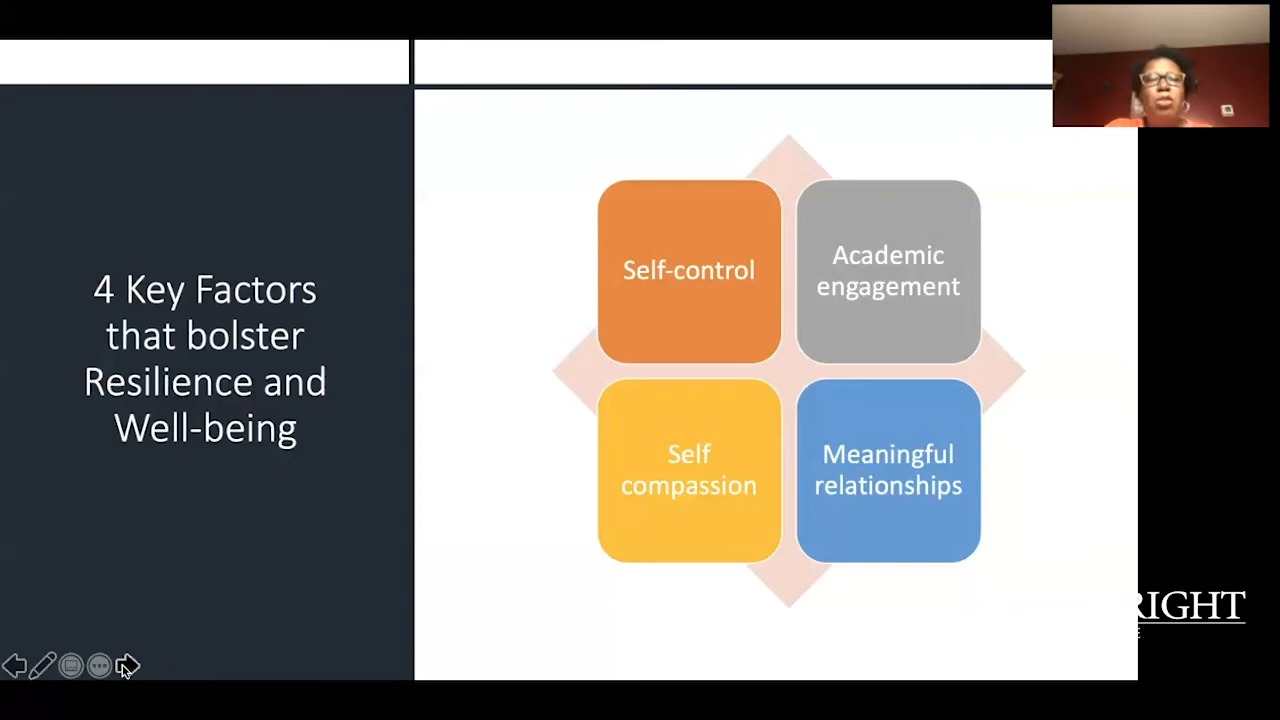 4 Key Factors
that bolster
Resilience and
Well-being
Self-control
Academic
engagement
Self
compassion
Meaningful
relationships
RIGHT
E